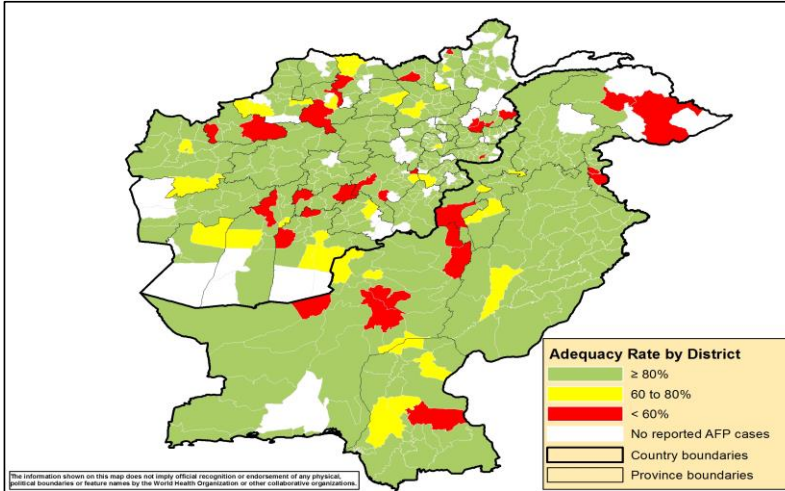 Adequacy Rate by District
≥ 80%
60 to 80%
< 60%
No reported AFP cases
Country boundaries
Province boundaries
The information shown on this map does not imply official recognition or endorsement of any physical,
political boundaries or feature names by the World Health Organization or other collaborative organizations.